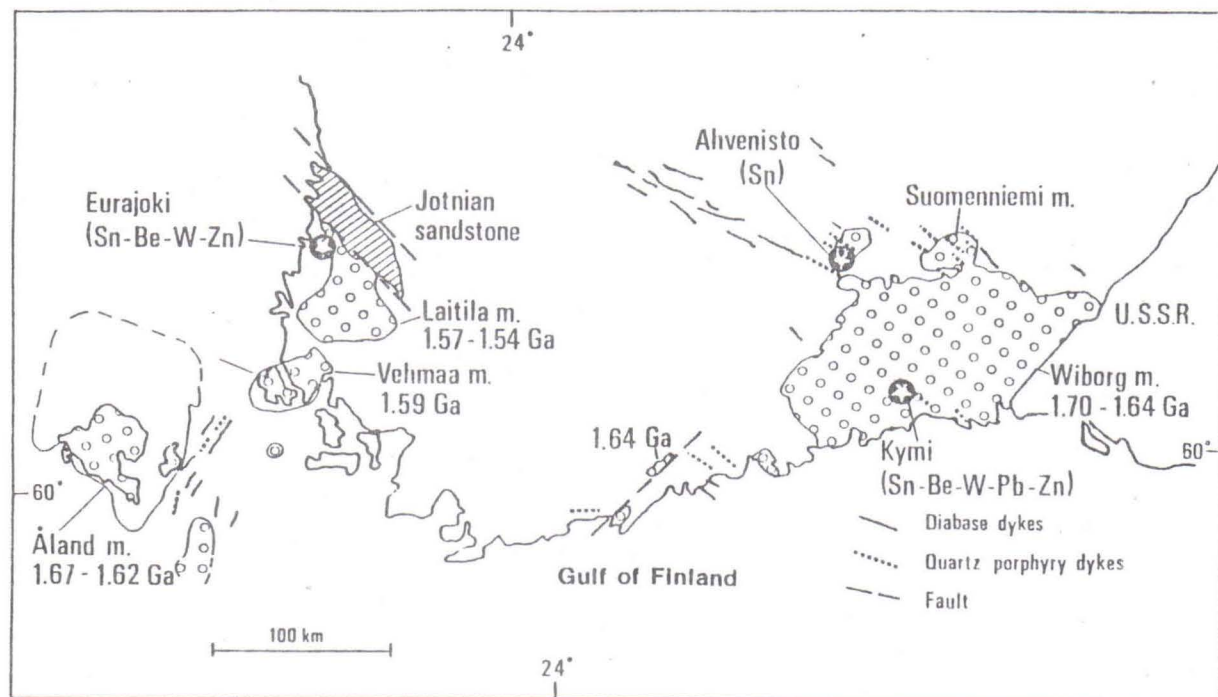 24°
Ahvenisto
(Sn)
Suomenniemi m.
Eurajoki
(Sn-Be-W-Zn)
Jotnian
sandstone
Laitila m.
1.57-1.54 Ga
U.S.S.R.
Vehmaa m.
1.59 Ga
Wiborg m.
1.70-1.64 Ga
1.64 Ga
60°
Kymi
(Sn-Be-W-Pb-Zn)
60°
Åland m.
1.67-1.62 Ga
Diabase dykes
Quartz porphyry dykes
Fault
Gulf of Finland
100 km
24°